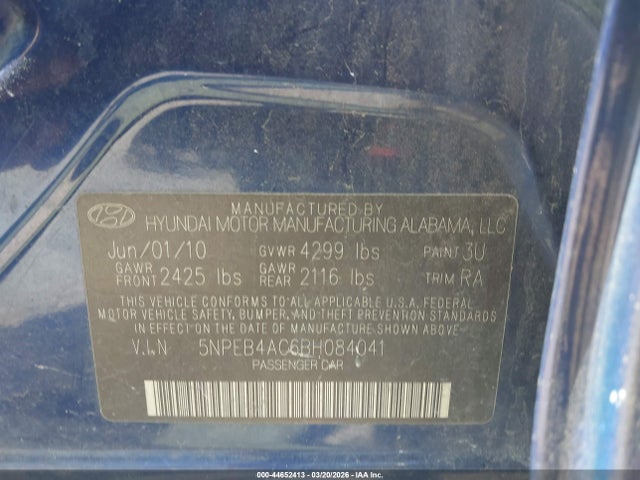 MANUFACTURED BY
HYUNDAI MOTOR MANUFACTURING ALABAMA, LLC
Jun/01/10 GVWR 4299 lbs PAINT 3U
GAWR FRONT 2425 lbs GAWR REAR 2116 lbs TRIM RA
THIS VEHICLE CONFORMS TO ALL APPLICABLE U.S.A. FEDERAL
MOTOR VEHICLE SAFETY, BUMPER, AND THEFT PREVENTION STANDARDS
IN EFFECT ON THE DATE OF MANUFACTURE SHOWN ABOVE.
V.I.N 5NPEB4AC6BH084041
PASSENGER CAR
000-44652413 - 03/20/2026 - IAAI.COM